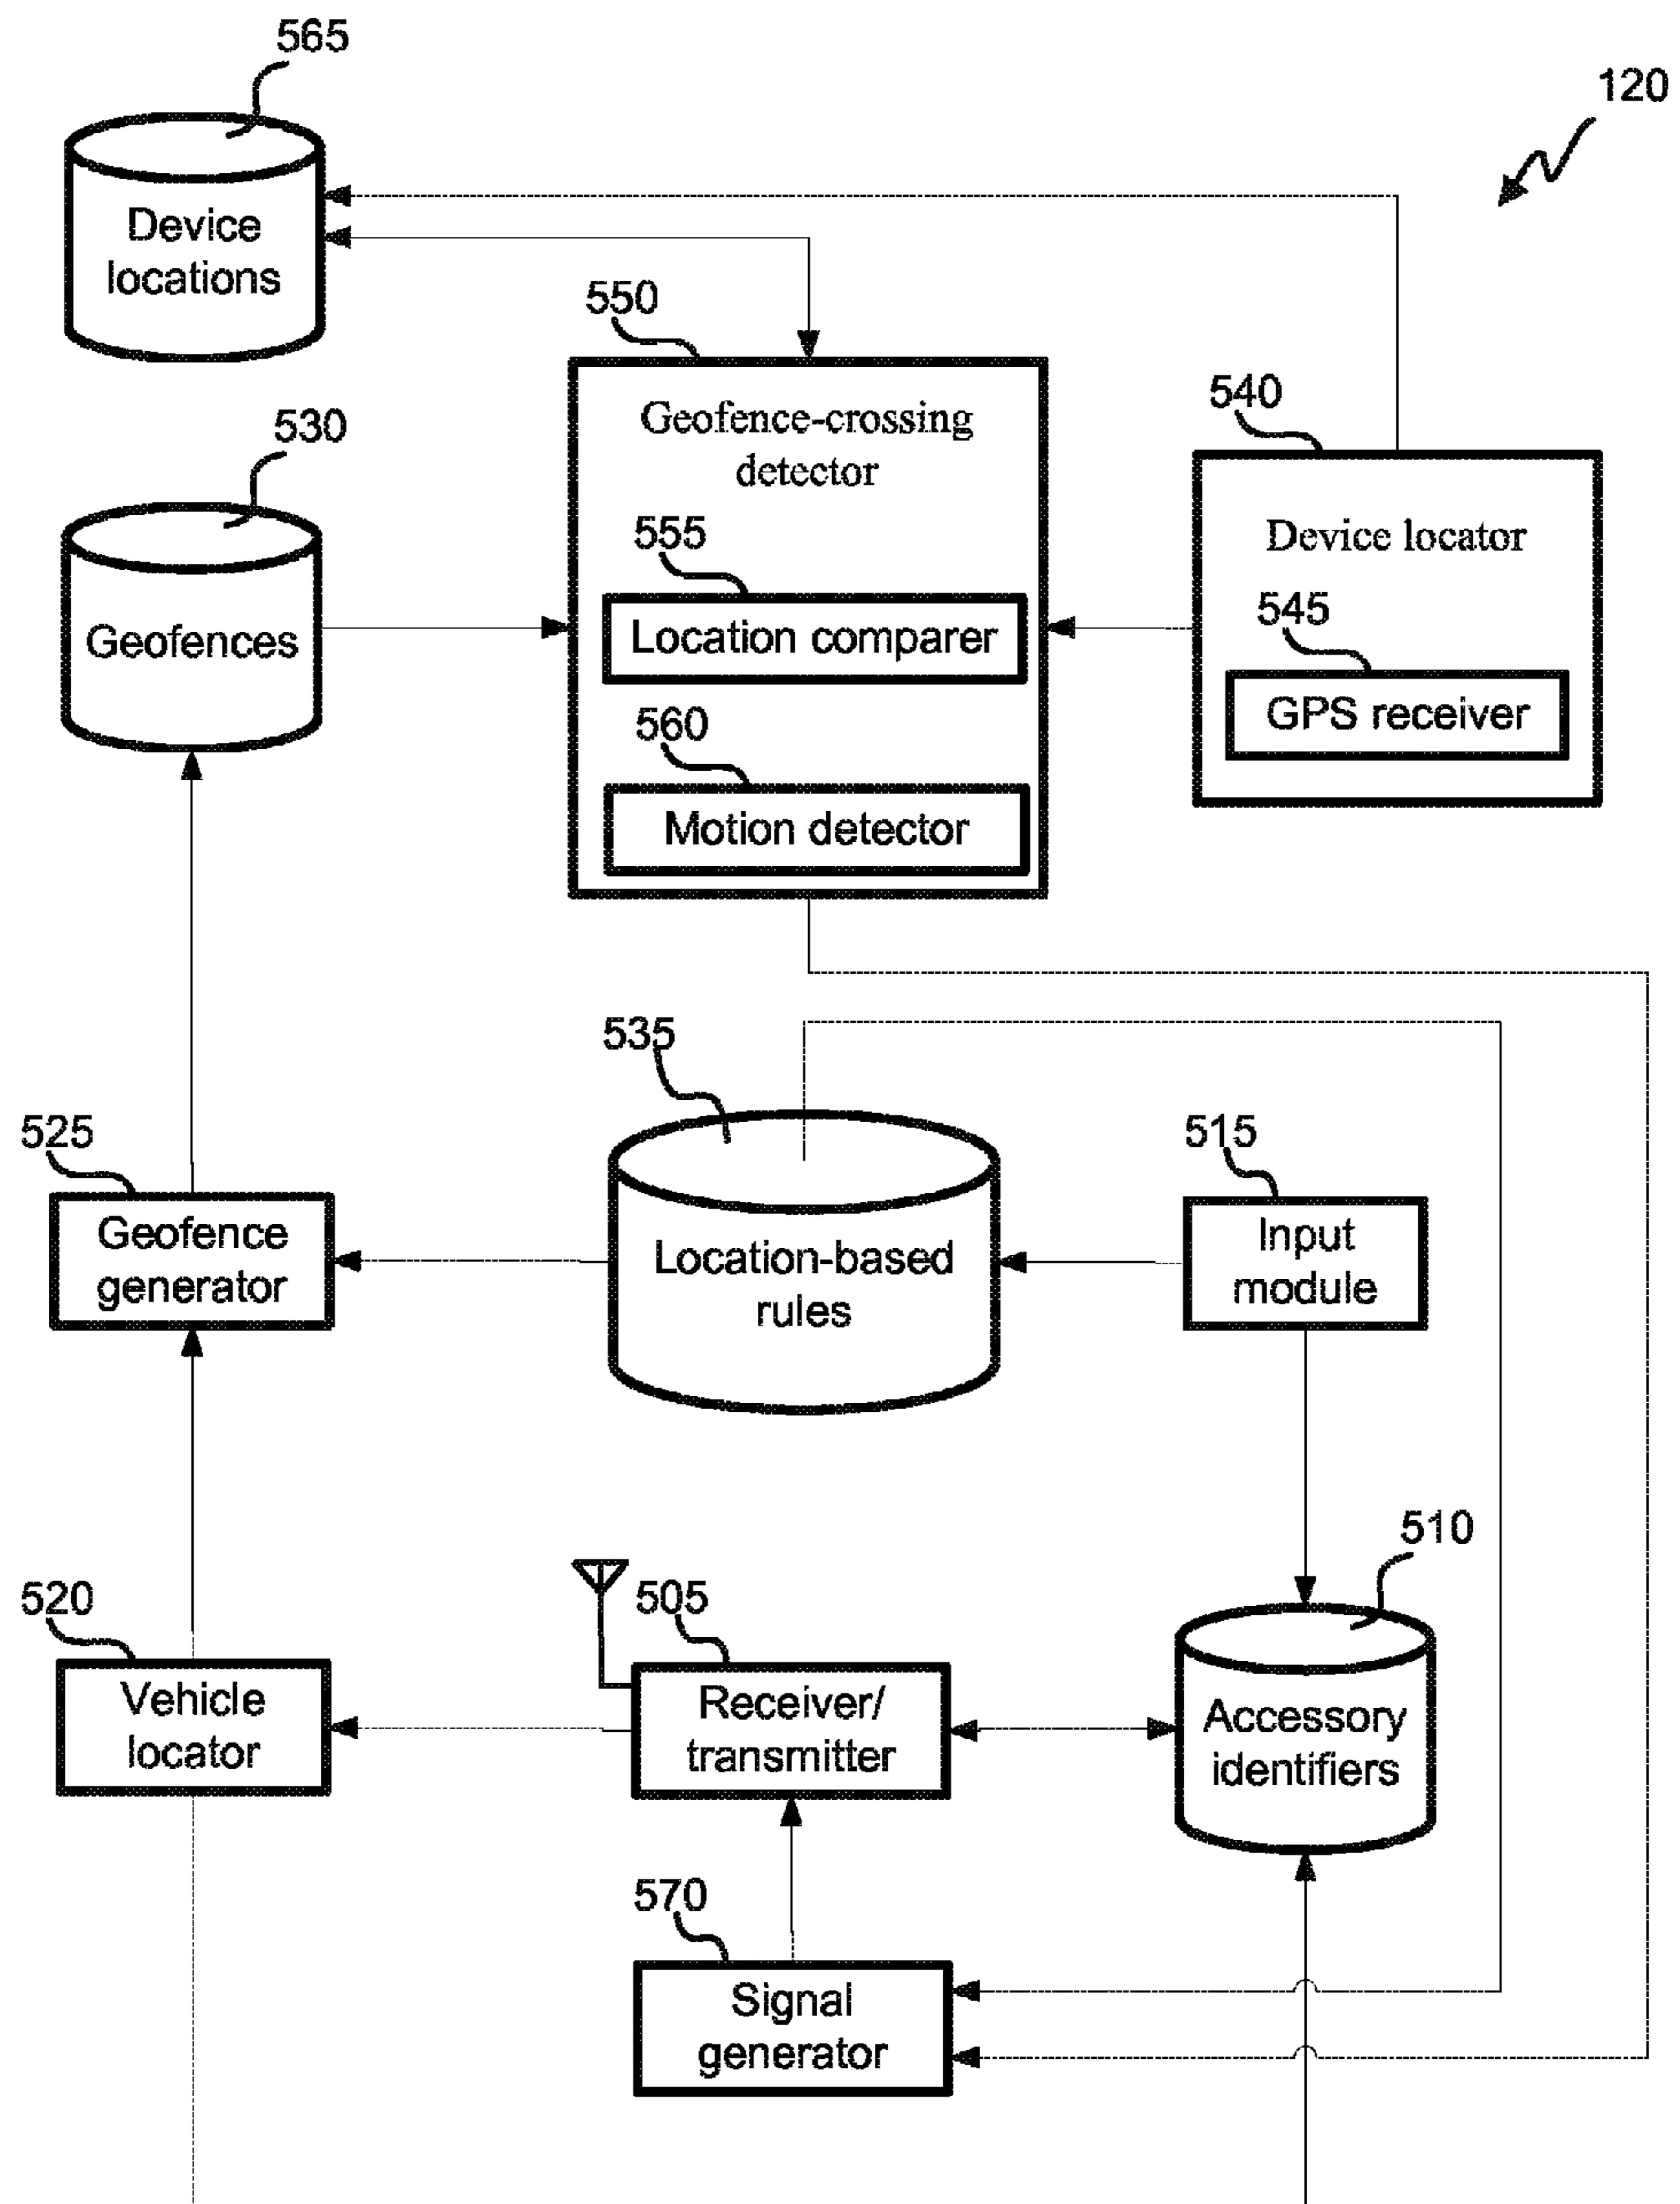 565
120
Device
locations
550
540
530
Geofence-crossing
detector
Device locator
555
545
Geofences
Location comparer
GPS receiver
560
Motion detector
535
525
515
Geofence
generator
Location-based
rules
Input
module
510
520
505
Vehicle
locator
Receiver/
transmitter
Accessory
identifiers
570
Signal
generator